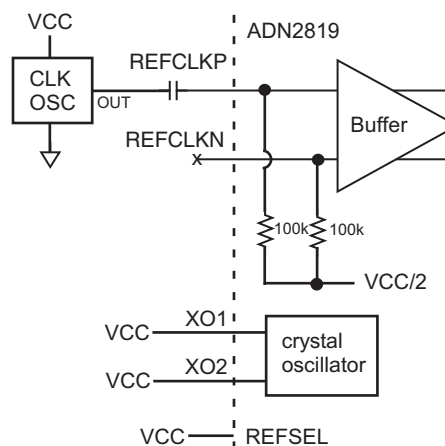 VCC
ADN2819
REFCLKP
CLK
OSC
OUT
Buffer
REFCLKN
x
100k
100k
VCC/2
XO1
VCC
crystal
oscillator
XO2
VCC
VCC
REFSEL